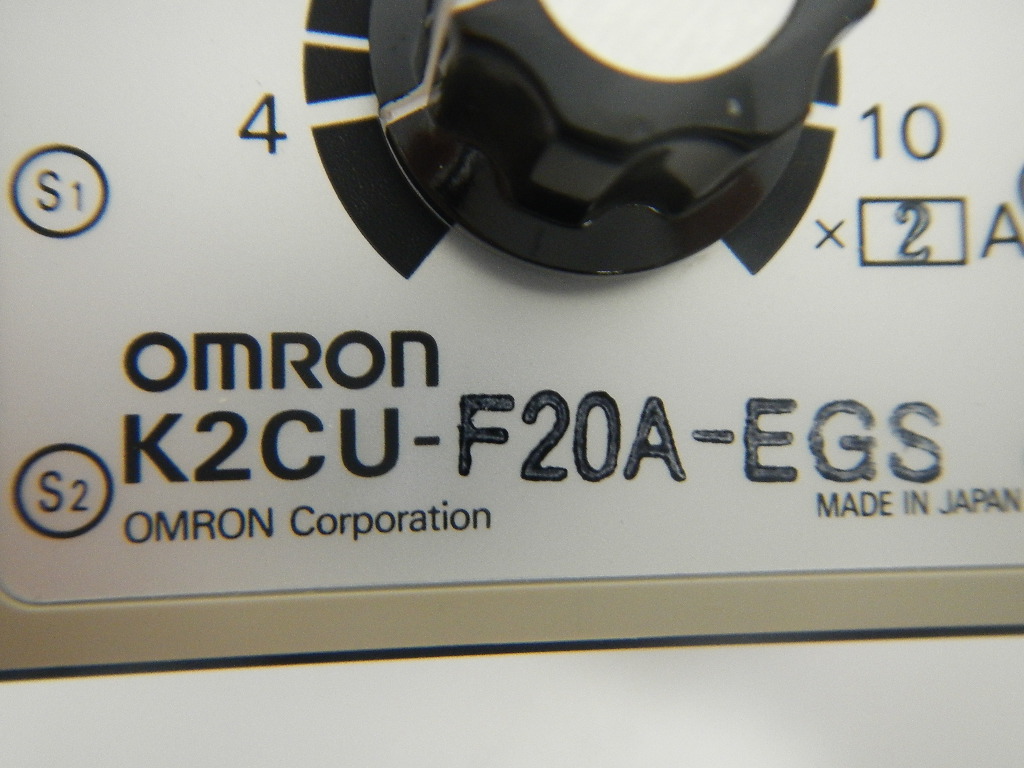 4
10
S1
× 2 A
OMRON
K2CU-F20A-EGS
S2
OMRON Corporation
MADE IN JAPAN